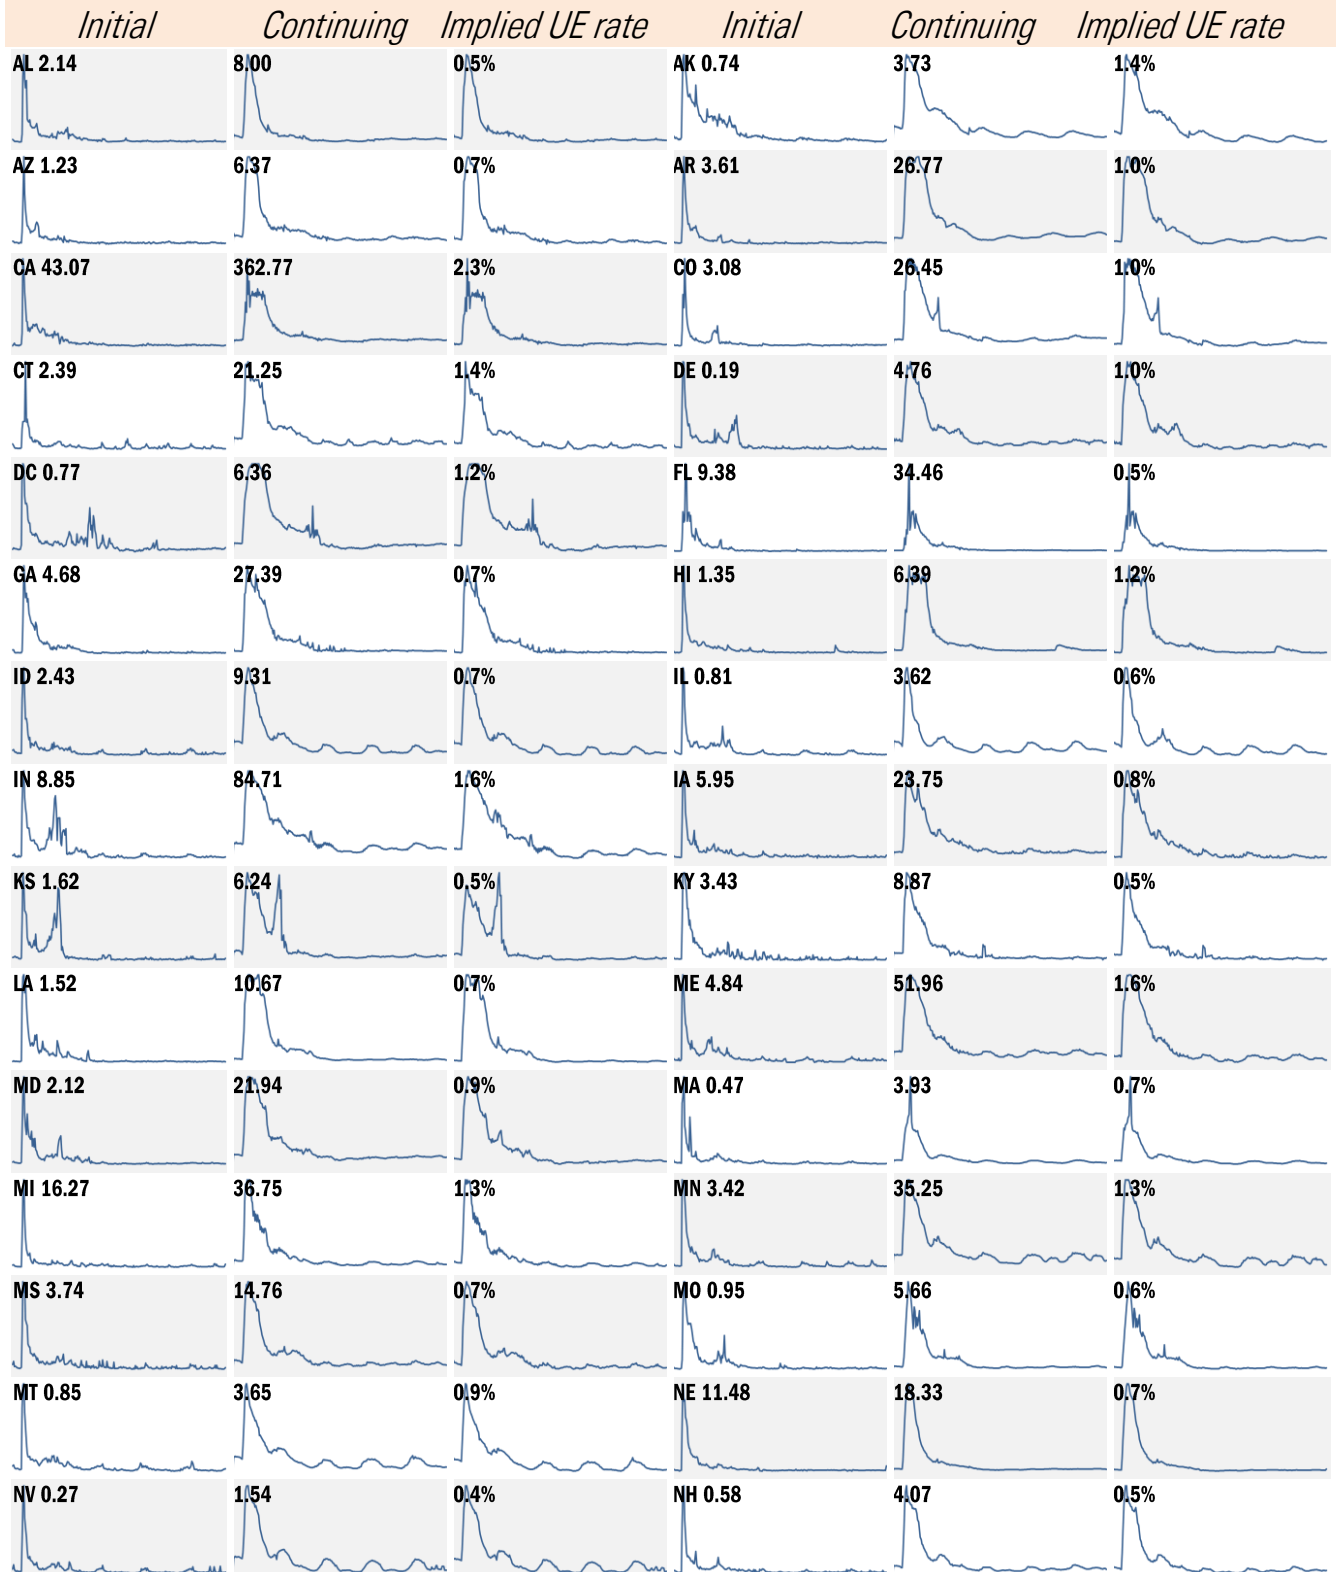 Initial Continuing Implied UE rate Initial Continuing Implied UE rate
AL 2.14 8.00 0.5% AK 0.74 3.73 1.4%
AZ 1.23 6.37 0.7% AR 3.61 26.77 1.0%
CA 43.07 362.77 2.3% CO 3.08 26.45 1.0%
CT 2.39 21.25 1.4% DE 0.19 4.76 1.0%
DC 0.77 6.36 1.2% FL 9.38 34.46 0.5%
GA 4.68 27.39 0.7% HI 1.35 6.39 1.2%
ID 2.43 9.31 0.7% IL 0.81 3.62 0.6%
IN 8.85 84.71 1.6% IA 5.95 23.75 0.8%
KS 1.62 6.24 0.5% KY 3.43 8.87 0.5%
LA 1.52 10.67 0.7% ME 4.84 51.96 1.6%
MD 2.12 21.94 0.9% MA 0.47 3.93 0.7%
MI 16.27 36.75 1.3% MN 3.42 35.25 1.3%
MS 3.74 14.76 0.7% MO 0.95 5.66 0.6%
MT 0.85 3.65 0.9% NE 11.48 18.33 0.7%
NV 0.27 1.54 0.4% NH 0.58 4.07 0.5%